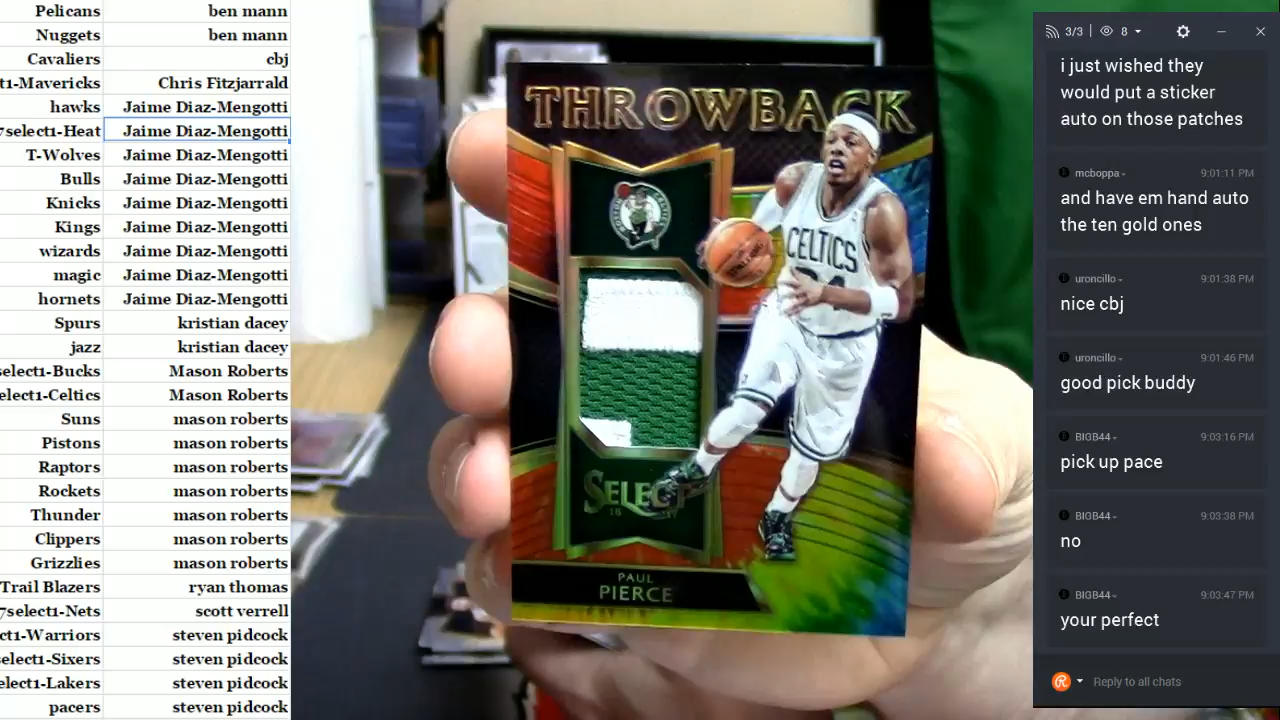 Pelicans ben mann
Nuggets ben mann
Cavaliers cbj
t1-Mavericks Chris Fitzjarrald
hawks Jaime Diaz-Mengotti
7select1-Heat Jaime Diaz-Mengotti
T-Wolves Jaime Diaz-Mengotti
Bulls Jaime Diaz-Mengotti
Knicks Jaime Diaz-Mengotti
Kings Jaime Diaz-Mengotti
wizards Jaime Diaz-Mengotti
magic Jaime Diaz-Mengotti
hornets Jaime Diaz-Mengotti
Spurs kristian dacey
jazz kristian dacey
select1-Bucks Mason Roberts
elect1-Celtics Mason Roberts
Suns mason roberts
Pistons mason roberts
Raptors mason roberts
Rockets mason roberts
Thunder mason roberts
Clippers mason roberts
Grizzlies mason roberts
Trail Blazers ryan thomas
7select1-Nets scott verrell
ct1-Warriors steven pidcock
select1-Sixers steven pidcock
elect1-Lakers steven pidcock
pacers steven pidcock
THROWBACK
CELTICS
SPALDING
SELECT
PAUL
PIERCE
3/3 8
i just wished they
would put a sticker
auto on those patches
mcboppa 9:01:11 PM
and have em hand auto
the ten gold ones
uroncillo 9:01:38 PM
nice cbj
uroncillo 9:01:46 PM
good pick buddy
BIGB44 9:03:16 PM
pick up pace
BIGB44 9:03:38 PM
no
BIGB44 9:03:47 PM
your perfect
Reply to all chats